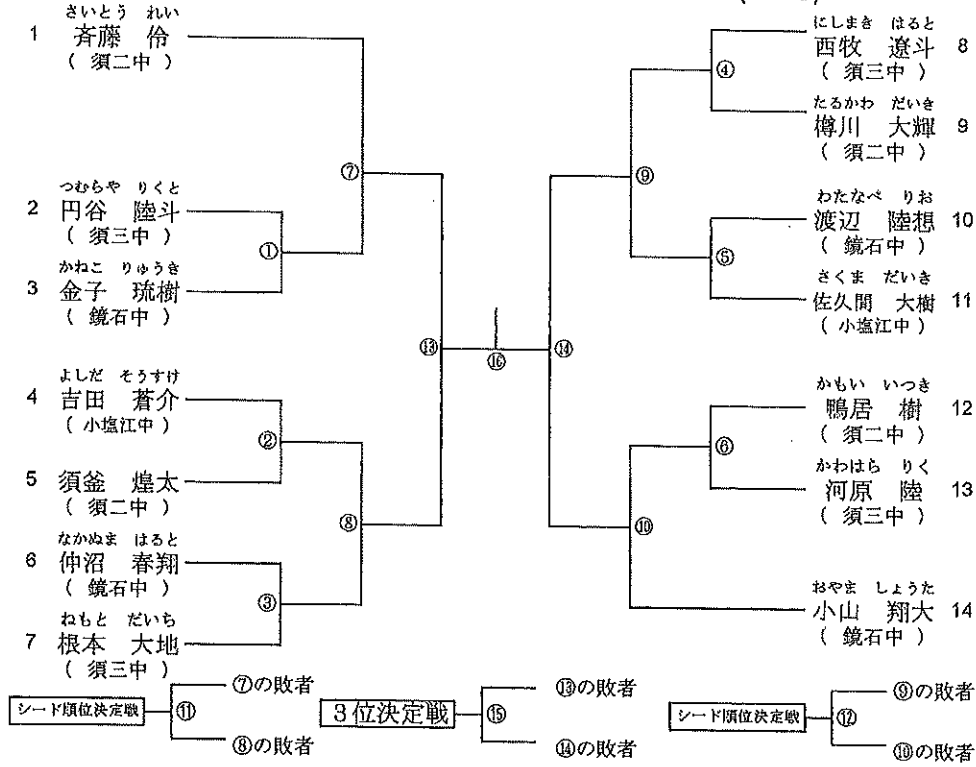 さいとう れい
1 斉藤 伶
( 須二中 )
つむらや りくと
2 円谷 陸斗
( 須三中 )
かねこ りゅうき
3 金子 琉樹
( 鏡石中 )
よしだ そうすけ
4 吉田 蒼介
( 小塩江中 )
5 須釜 煌太
( 須二中 )
なかぬま はると
6 仲沼 春翔
( 鏡石中 )
ねもと だいち
7 根本 大地
( 須三中 )
①
②
③
⑦
⑧
⑬
⑯
⑭
⑨
⑩
④
⑤
⑥
にしまき はると
西牧 遼斗 8
( 須三中 )
たるかわ だいき
樽川 大輝 9
( 須二中 )
わたなべ りお
渡辺 陸想 10
( 鏡石中 )
さくま だいき
佐久間 大樹 11
( 小塩江中 )
かもい いつき
鴨居 樹 12
( 須二中 )
かわはら りく
河原 陸 13
( 須三中 )
おやま しょうた
小山 翔大 14
( 鏡石中 )
シード順位決定戦 ⑪
⑦の敗者
⑧の敗者
3位決定戦 ⑮
⑬の敗者
⑭の敗者
シード順位決定戦 ⑫
⑨の敗者
⑩の敗者